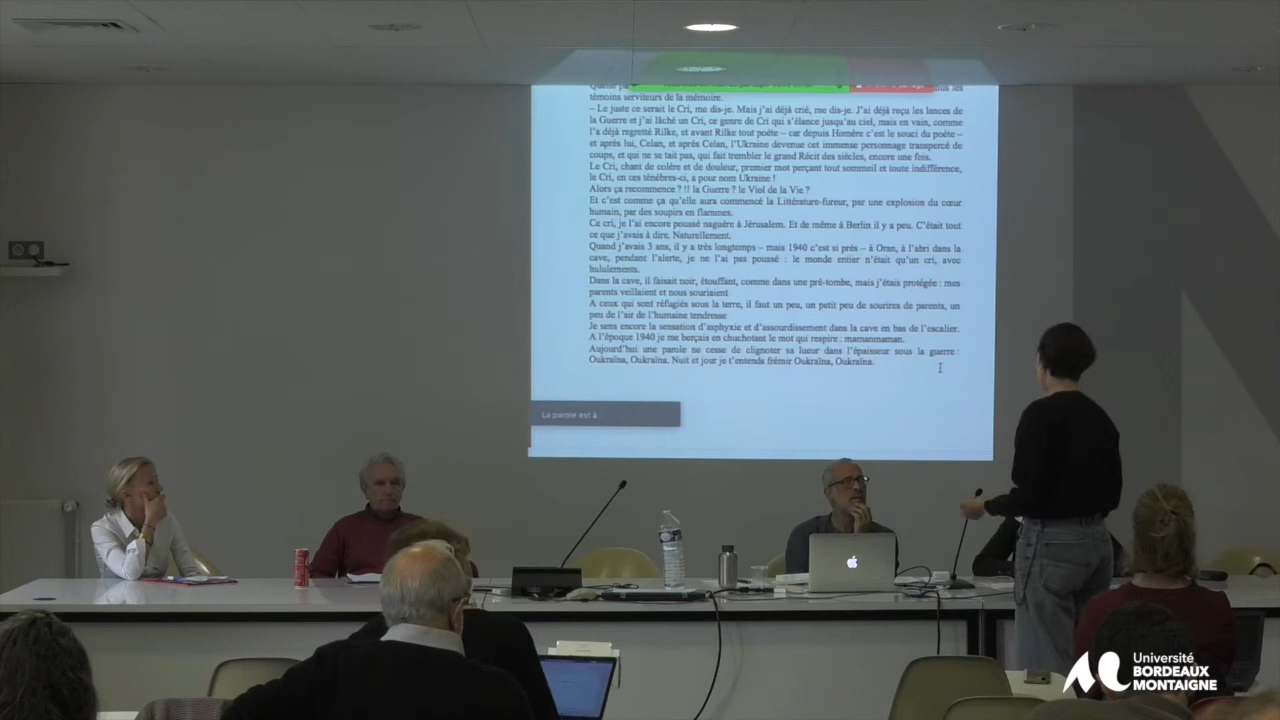 témoins serviteurs de la mémoire.
– Le juste ce serait le Cri, me dis-je. Mais j'ai déjà crié, me dis-je. J'ai déjà reçu les lances de
la Guerre et j'ai lâché un Cri, ce genre de Cri qui s'élance jusqu'au ciel, mais en vain, comme
l'a déjà regretté Rilke, et avant Rilke tout poète – car depuis Homère c'est le souci du poète –
et après lui, Celan, et après Celan, l'Ukraine devenue cet immense personnage transpercé de
coups, et qui ne se tait pas, qui fait trembler le grand Récit des siècles, encore une fois.
Le Cri, chant de colère et de douleur, premier mot perçant tout sommeil et toute indifférence,
le Cri, en ces ténèbres-ci, a pour nom Ukraine !
Alors ça recommence ? !! la Guerre ? le Viol de la Vie ?
Et c'est comme ça qu'elle aura commencé la Littérature-fureur, par une explosion du cœur
humain, par des soupirs en flammes.
Ce cri, je l'ai encore poussé naguère à Jérusalem. Et de même à Berlin il y a peu. C'était tout
ce que j'avais à dire. Naturellement.
Quand j'avais 3 ans, il y a très longtemps – mais 1940 c'est si près – à Oran, à l'abri dans la
cave, pendant l'alerte, je ne l'ai pas poussé : le monde entier n'était qu'un cri, avec
hululements.
Dans la cave, il faisait noir, étouffant, comme dans une pré-tombe, mais j'étais protégée : mes
parents veillaient et nous souriaient
A ceux qui sont réfugiés sous la terre, il faut un peu, un petit peu de sourires de parents, un
peu de l'air de l'humaine tendresse
Je sens encore la sensation d'asphyxie et d'assourdissement dans la cave en bas de l'escalier.
A l'époque 1940 je me berçais en chuchotant le mot qui respire : mamanmaman.
Aujourd'hui une parole ne cesse de clignoter sa lueur dans l'épaisseur sous la guerre :
Oukraïna, Oukraïna. Nuit et jour je t'entends frémir Oukraïna, Oukraïna.
La parole est à
Université
BORDEAUX
MONTAIGNE